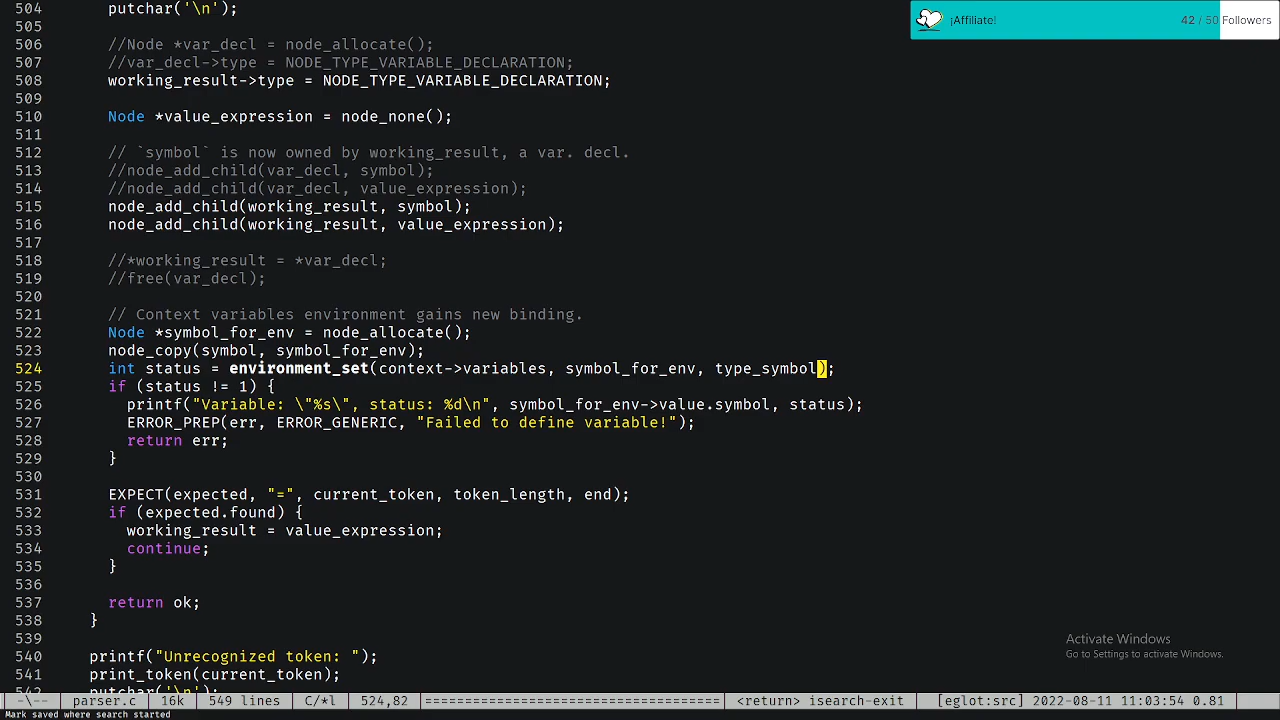 504 putchar('\n');
505
506 //Node *var_decl = node_allocate();
507 //var_decl->type = NODE_TYPE_VARIABLE_DECLARATION;
508 working_result->type = NODE_TYPE_VARIABLE_DECLARATION;
509
510 Node *value_expression = node_none();
511
512 // `symbol` is now owned by working_result, a var. decl.
513 //node_add_child(var_decl, symbol);
514 //node_add_child(var_decl, value_expression);
515 node_add_child(working_result, symbol);
516 node_add_child(working_result, value_expression);
517
518 //*working_result = *var_decl;
519 //free(var_decl);
520
521 // Context variables environment gains new binding.
522 Node *symbol_for_env = node_allocate();
523 node_copy(symbol, symbol_for_env);
524 int status = environment_set(context->variables, symbol_for_env, type_symbol);
525 if (status != 1) {
526 printf("Variable: \"%s\", status: %d\n", symbol_for_env->value.symbol, status);
527 ERROR_PREP(err, ERROR_GENERIC, "Failed to define variable!");
528 return err;
529 }
530
531 EXPECT(expected, "=", current_token, token_length, end);
532 if (expected.found) {
533 working_result = value_expression;
534 continue;
535 }
536
537 return ok;
538 }
539
540 printf("Unrecognized token: ");
541 print_token(current_token);
542 putchar('\n');
¡Affiliate! 42 / 50 Followers
Activate Windows
Go to Settings to activate Windows.
-\-- parser.c 16k 549 lines C/*l 524,82 ================================ <return> isearch-exit [eglot:src] 2022-08-11 11:03:54 0.81
Mark saved where search started